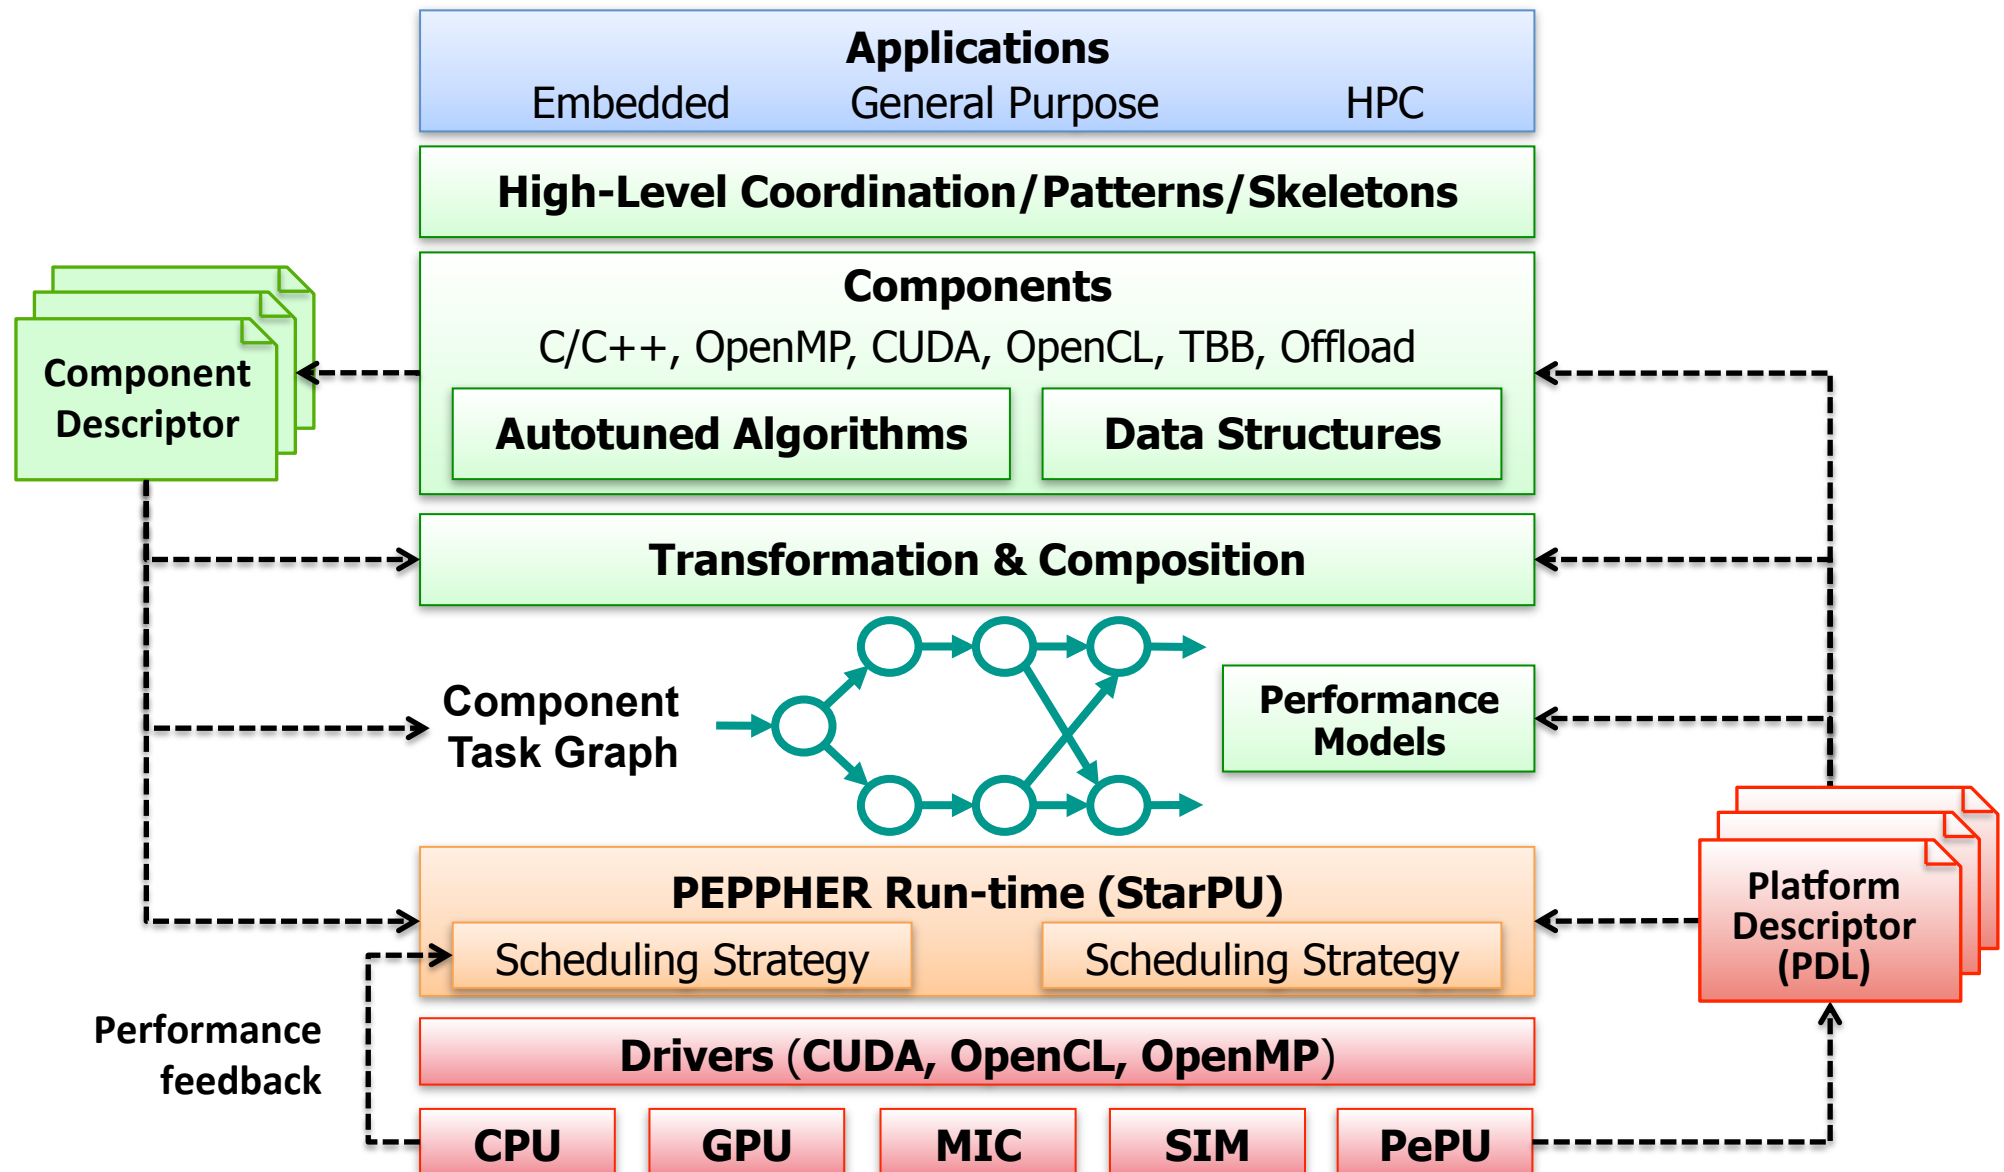 Applications
Embedded General Purpose HPC
High-Level Coordination/Patterns/Skeletons
Components
C/C++, OpenMP, CUDA, OpenCL, TBB, Offload
Autotuned Algorithms
Data Structures
Component
Descriptor
Transformation & Composition
Component
Task Graph
Performance
Models
PEPPHER Run-time (StarPU)
Scheduling Strategy
Scheduling Strategy
Platform
Descriptor
(PDL)
Performance
feedback
Drivers (CUDA, OpenCL, OpenMP)
CPU
GPU
MIC
SIM
PePU